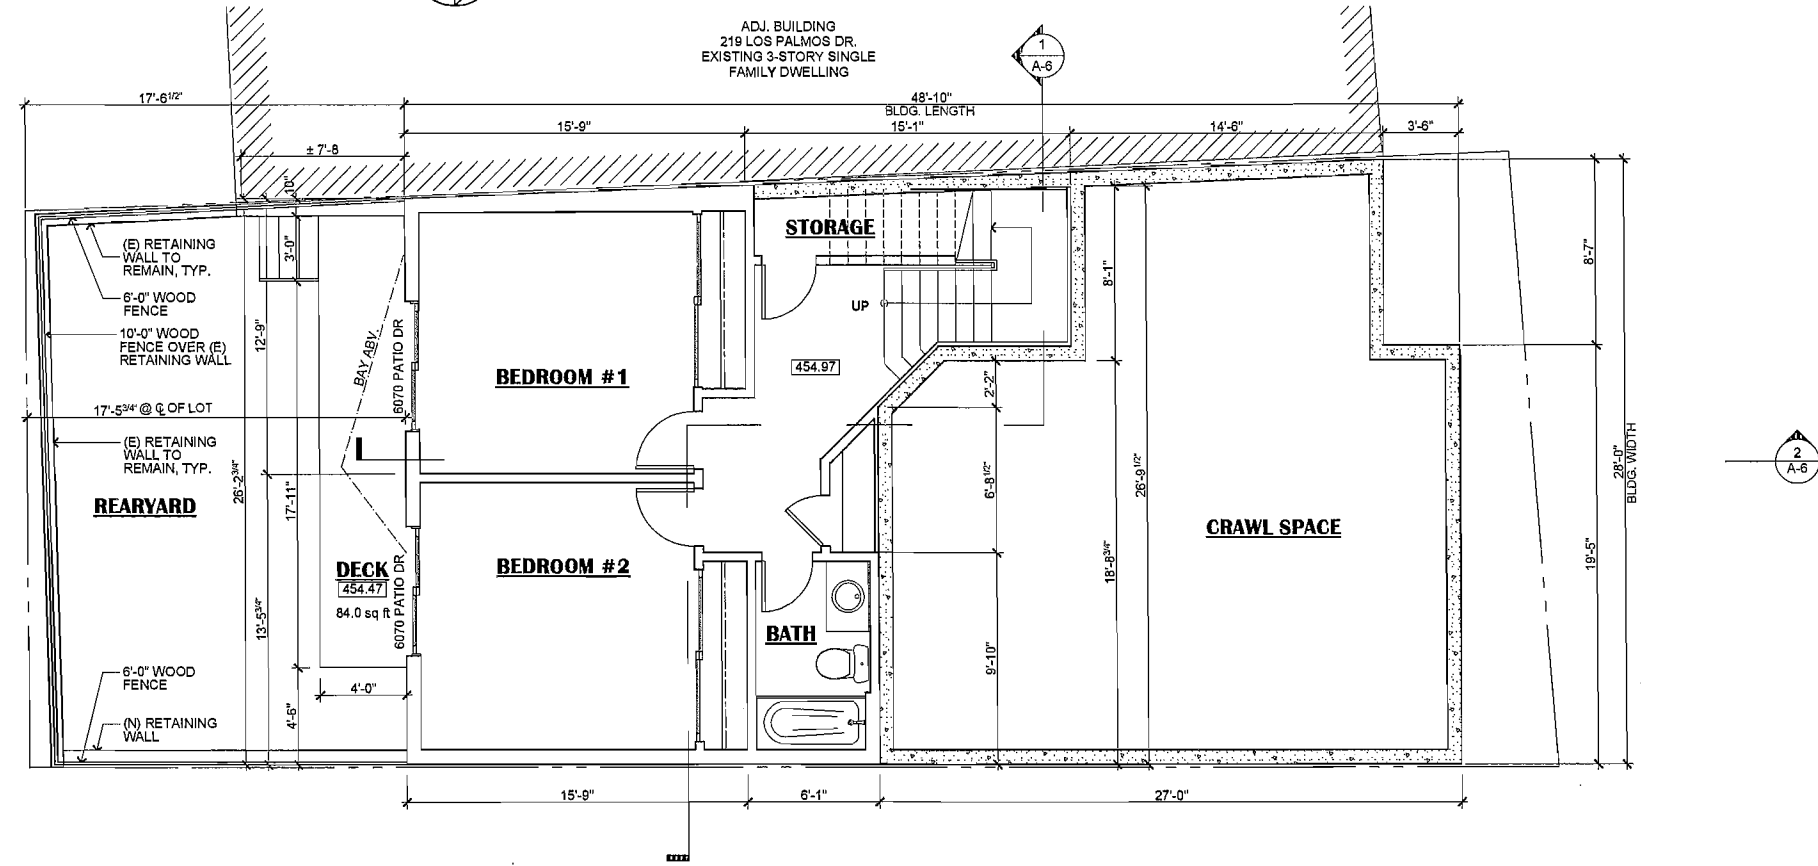 ADJ. BUILDING
219 LOS PALMOS DR.
EXISTING 3-STORY SINGLE
FAMILY DWELLING
1
A-6
17'-6 1/2"
48'-10"
BLDG. LENGTH
15'-9"
15'-1"
14'-6"
3'-6"
± 7'-8
10"
3'-0"
(E) RETAINING
WALL TO
REMAIN, TYP.
6'-0" WOOD
FENCE
10'-0" WOOD
FENCE OVER (E)
RETAINING WALL
12'-9"
BAY ABV.
6070 PATIO DR
17'-5 3/4" @ ℄ OF LOT
(E) RETAINING
WALL TO
REMAIN, TYP.
REARYARD
26'-2 3/4"
17'-11"
13'-5 3/4"
DECK
454.47
84.0 sq ft
6070 PATIO DR
6'-0" WOOD
FENCE
(N) RETAINING
WALL
4'-0"
4'-6"
BEDROOM #1
BEDROOM #2
STORAGE
UP
454.97
BATH
8'-1"
2'-2"
6'-8 1/2"
26'-9 1/2"
18'-8 3/4"
9'-10"
CRAWL SPACE
8'-7"
28'-0"
BLDG. WIDTH
19'-5"
2
A-6
15'-9"
6'-1"
27'-0"